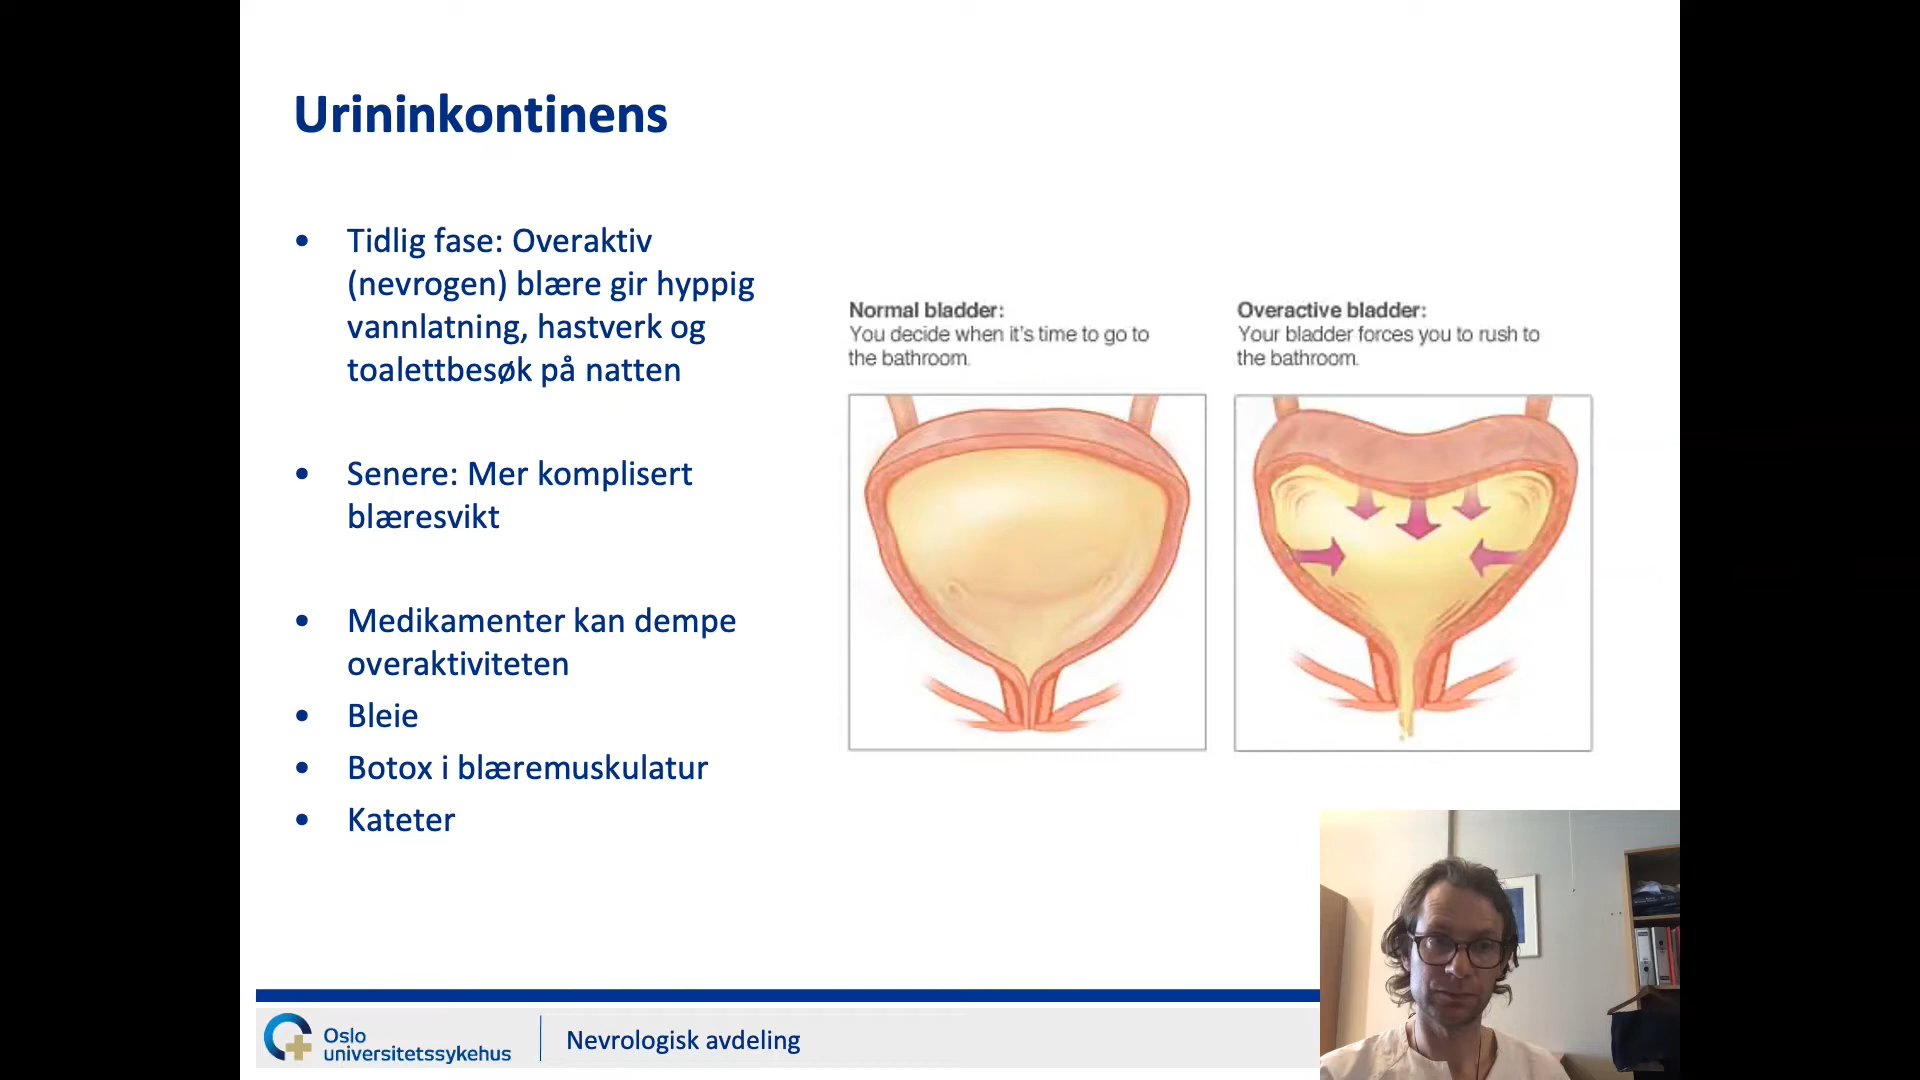 Urininkontinens
• Tidlig fase: Overaktiv
(nevrogen) blære gir hyppig
vannlatning, hastverk og
toalettbesøk på natten
• Senere: Mer komplisert
blæresvikt
• Medikamenter kan dempe
overaktiviteten
• Bleie
• Botox i blæremuskulatur
• Kateter
Normal bladder:
You decide when it's time to go to
the bathroom.
Overactive bladder:
Your bladder forces you to rush to
the bathroom.
Oslo
universitetssykehus
Nevrologisk avdeling